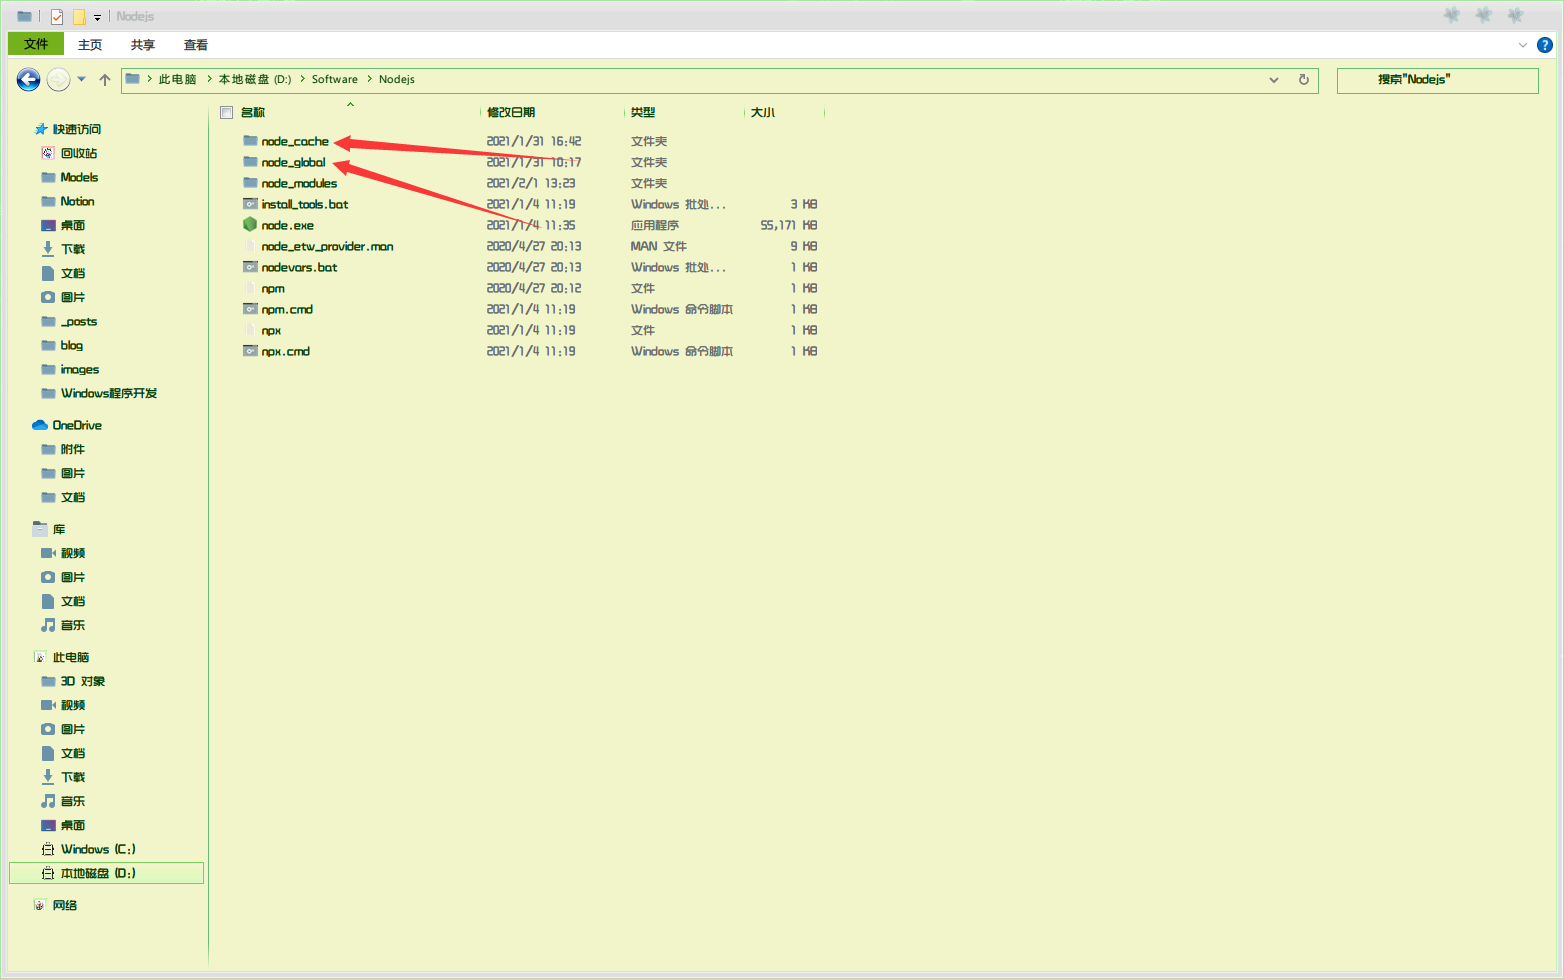 Nodejs
文件 主页 共享 查看
此电脑 本地磁盘 (D:) Software Nodejs 搜索"Nodejs"
名称 修改日期 类型 大小
node_cache 2021/1/31 16:42 文件夹
node_global 2021/1/31 10:17 文件夹
node_modules 2021/2/1 13:23 文件夹
install_tools.bat 2021/1/4 11:19 Windows 批处... 3 KB
node.exe 2021/1/4 11:35 应用程序 55,171 KB
node_etw_provider.man 2020/4/27 20:13 MAN 文件 9 KB
nodevars.bat 2020/4/27 20:13 Windows 批处... 1 KB
npm 2020/4/27 20:12 文件 1 KB
npm.cmd 2021/1/4 11:19 Windows 命令脚本 1 KB
npx 2021/1/4 11:19 文件 1 KB
npx.cmd 2021/1/4 11:19 Windows 命令脚本 1 KB
快速访问
回收站
Models
Notion
桌面
下载
文档
图片
_posts
blog
images
Windows程序开发
OneDrive
附件
图片
文档
库
视频
图片
文档
音乐
此电脑
3D 对象
视频
图片
文档
下载
音乐
桌面
Windows (C:)
本地磁盘 (D:)
网络